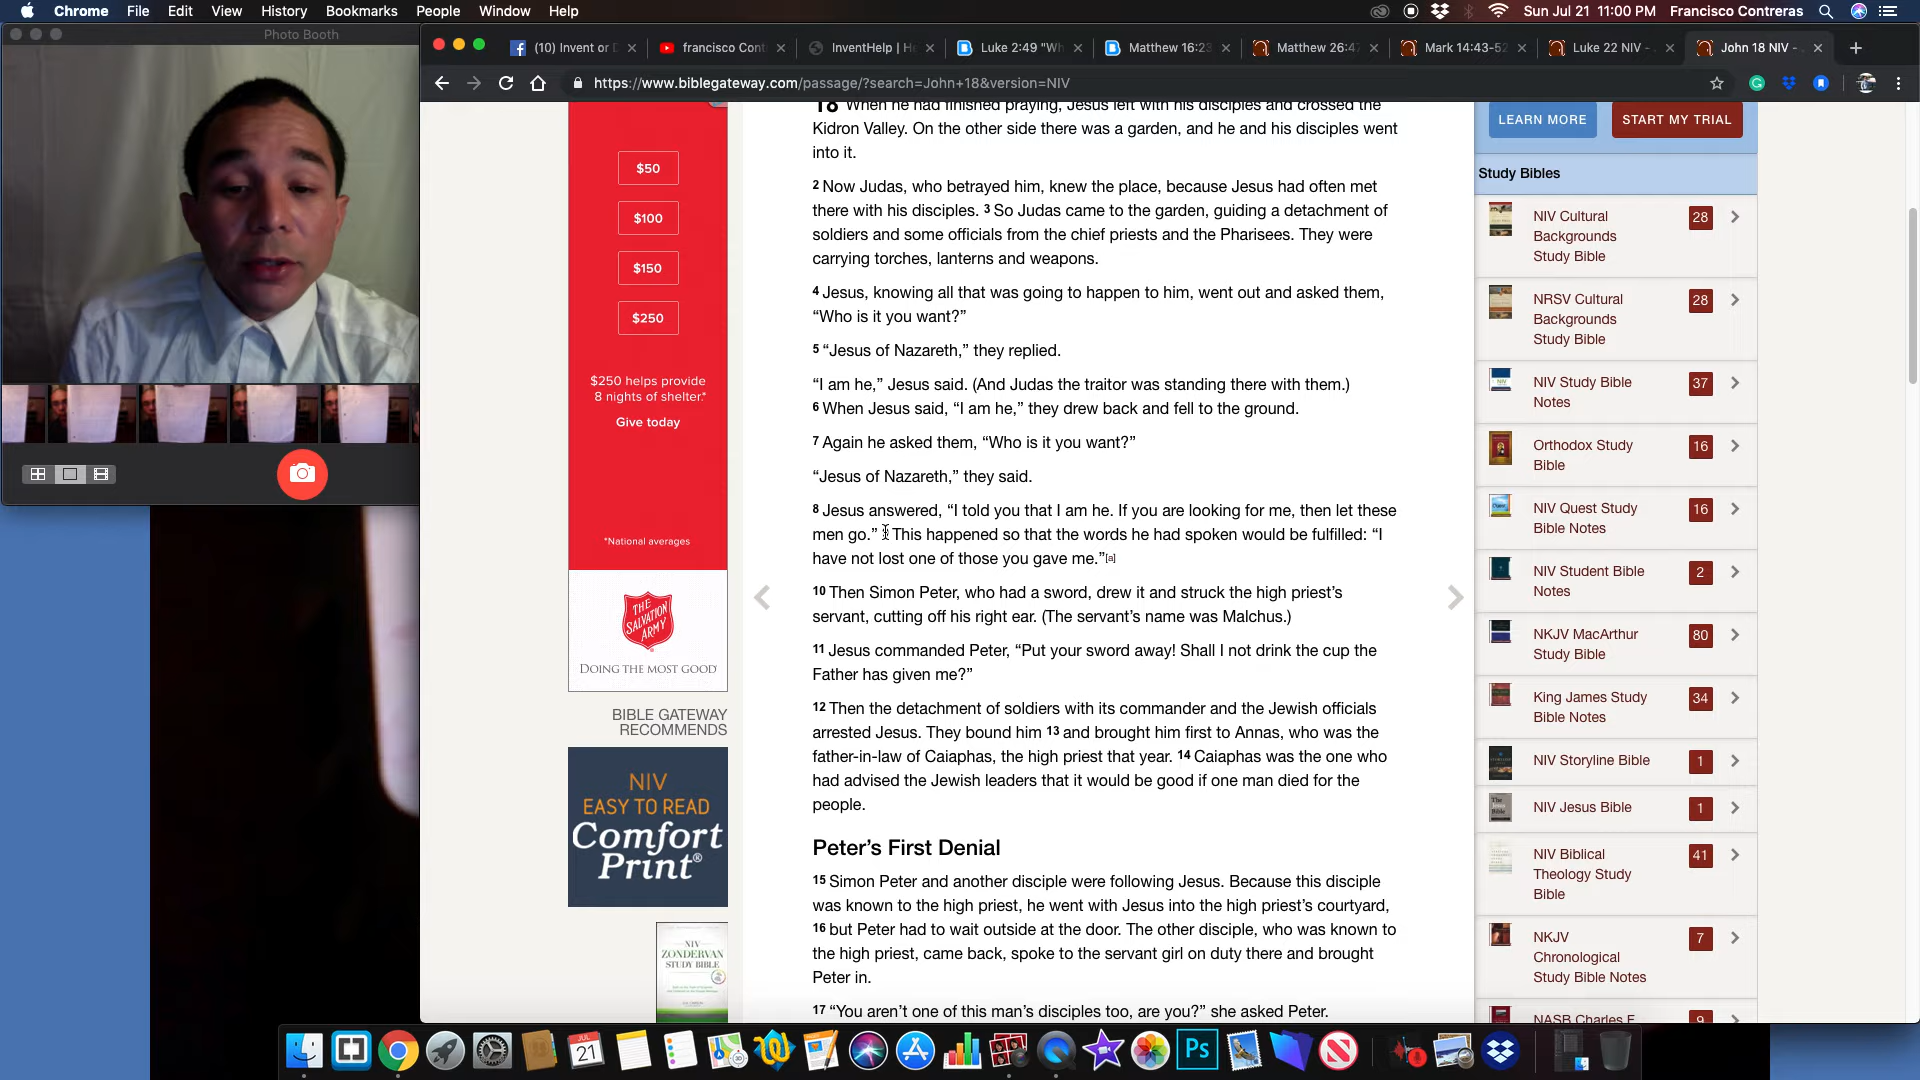 Chrome File Edit View History Bookmarks People Window Help
Sun Jul 21 11:00 PM Francisco Contreras
Photo Booth
(10) Invent or D
francisco Cont
InventHelp | He
Luke 2:49 "Wh
Matthew 16:23
Matthew 26:47
Mark 14:43-52
Luke 22 NIV -
John 18 NIV -
https://www.biblegateway.com/passage/?search=John+18&version=NIV
$50
$100
$150
$250
$250 helps provide
8 nights of shelter.*
Give today
*National averages
THE
SALVATION
ARMY
DOING THE MOST GOOD
BIBLE GATEWAY
RECOMMENDS
NIV
EASY TO READ
Comfort
Print®
NIV
ZONDERVAN
STUDY BIBLE
18 When he had finished praying, Jesus left with his disciples and crossed the
Kidron Valley. On the other side there was a garden, and he and his disciples went
into it.
2 Now Judas, who betrayed him, knew the place, because Jesus had often met
there with his disciples. 3 So Judas came to the garden, guiding a detachment of
soldiers and some officials from the chief priests and the Pharisees. They were
carrying torches, lanterns and weapons.
4 Jesus, knowing all that was going to happen to him, went out and asked them,
“Who is it you want?”
5 “Jesus of Nazareth,” they replied.
“I am he,” Jesus said. (And Judas the traitor was standing there with them.)
6 When Jesus said, “I am he,” they drew back and fell to the ground.
7 Again he asked them, “Who is it you want?”
“Jesus of Nazareth,” they said.
8 Jesus answered, “I told you that I am he. If you are looking for me, then let these
men go.” This happened so that the words he had spoken would be fulfilled: “I
have not lost one of those you gave me.”[a]
10 Then Simon Peter, who had a sword, drew it and struck the high priest’s
servant, cutting off his right ear. (The servant’s name was Malchus.)
11 Jesus commanded Peter, “Put your sword away! Shall I not drink the cup the
Father has given me?”
12 Then the detachment of soldiers with its commander and the Jewish officials
arrested Jesus. They bound him 13 and brought him first to Annas, who was the
father-in-law of Caiaphas, the high priest that year. 14 Caiaphas was the one who
had advised the Jewish leaders that it would be good if one man died for the
people.
Peter’s First Denial
15 Simon Peter and another disciple were following Jesus. Because this disciple
was known to the high priest, he went with Jesus into the high priest’s courtyard,
16 but Peter had to wait outside at the door. The other disciple, who was known to
the high priest, came back, spoke to the servant girl on duty there and brought
Peter in.
17 “You aren’t one of this man’s disciples too, are you?” she asked Peter.
LEARN MORE
START MY TRIAL
Study Bibles
NIV Cultural
Backgrounds
Study Bible
28
NRSV Cultural
Backgrounds
Study Bible
28
NIV Study Bible
Notes
37
Orthodox Study
Bible
16
NIV Quest Study
Bible Notes
16
NIV Student Bible
Notes
2
NKJV MacArthur
Study Bible
80
King James Study
Bible Notes
34
NIV Storyline Bible
1
NIV Jesus Bible
1
NIV Biblical
Theology Study
Bible
41
NKJV
Chronological
Study Bible Notes
7
NASB Charles F.
9
JUL
21
Ps